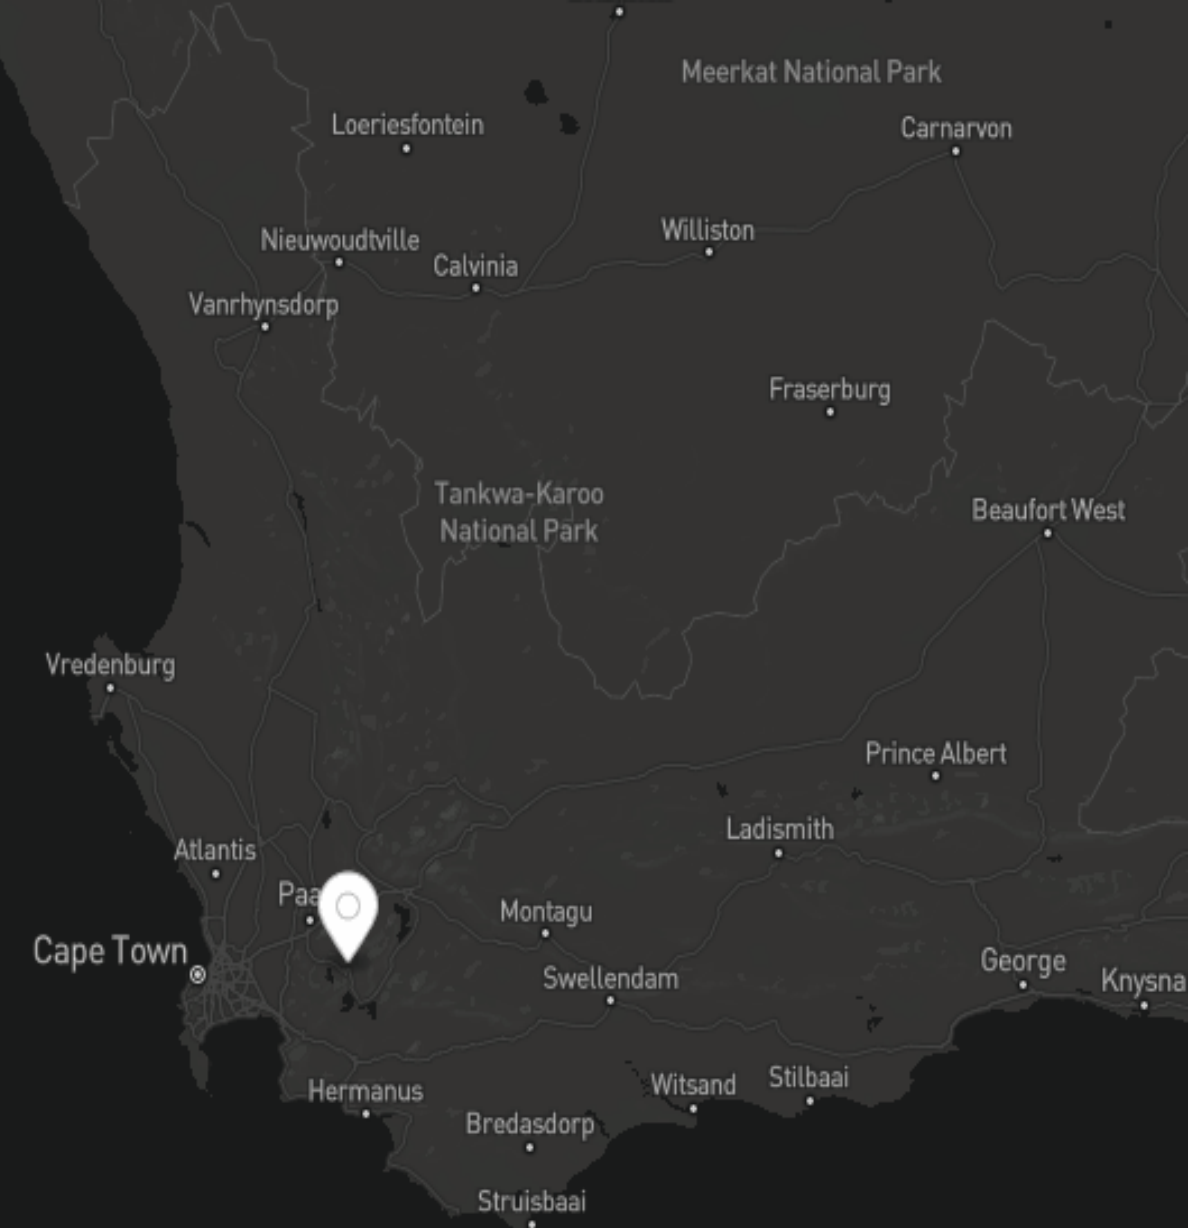 Meerkat National Park
Loeriesfontein
Carnarvon
Williston
Nieuwoudtville
Calvinia
Vanrhynsdorp
Fraserburg
Tankwa-Karoo
National Park
Beaufort West
Vredenburg
Prince Albert
Ladismith
Atlantis
Paa
Montagu
Cape Town
George
Swellendam
Knysna
Stilbaai
Witsand
Hermanus
Bredasdorp
Struisbaai